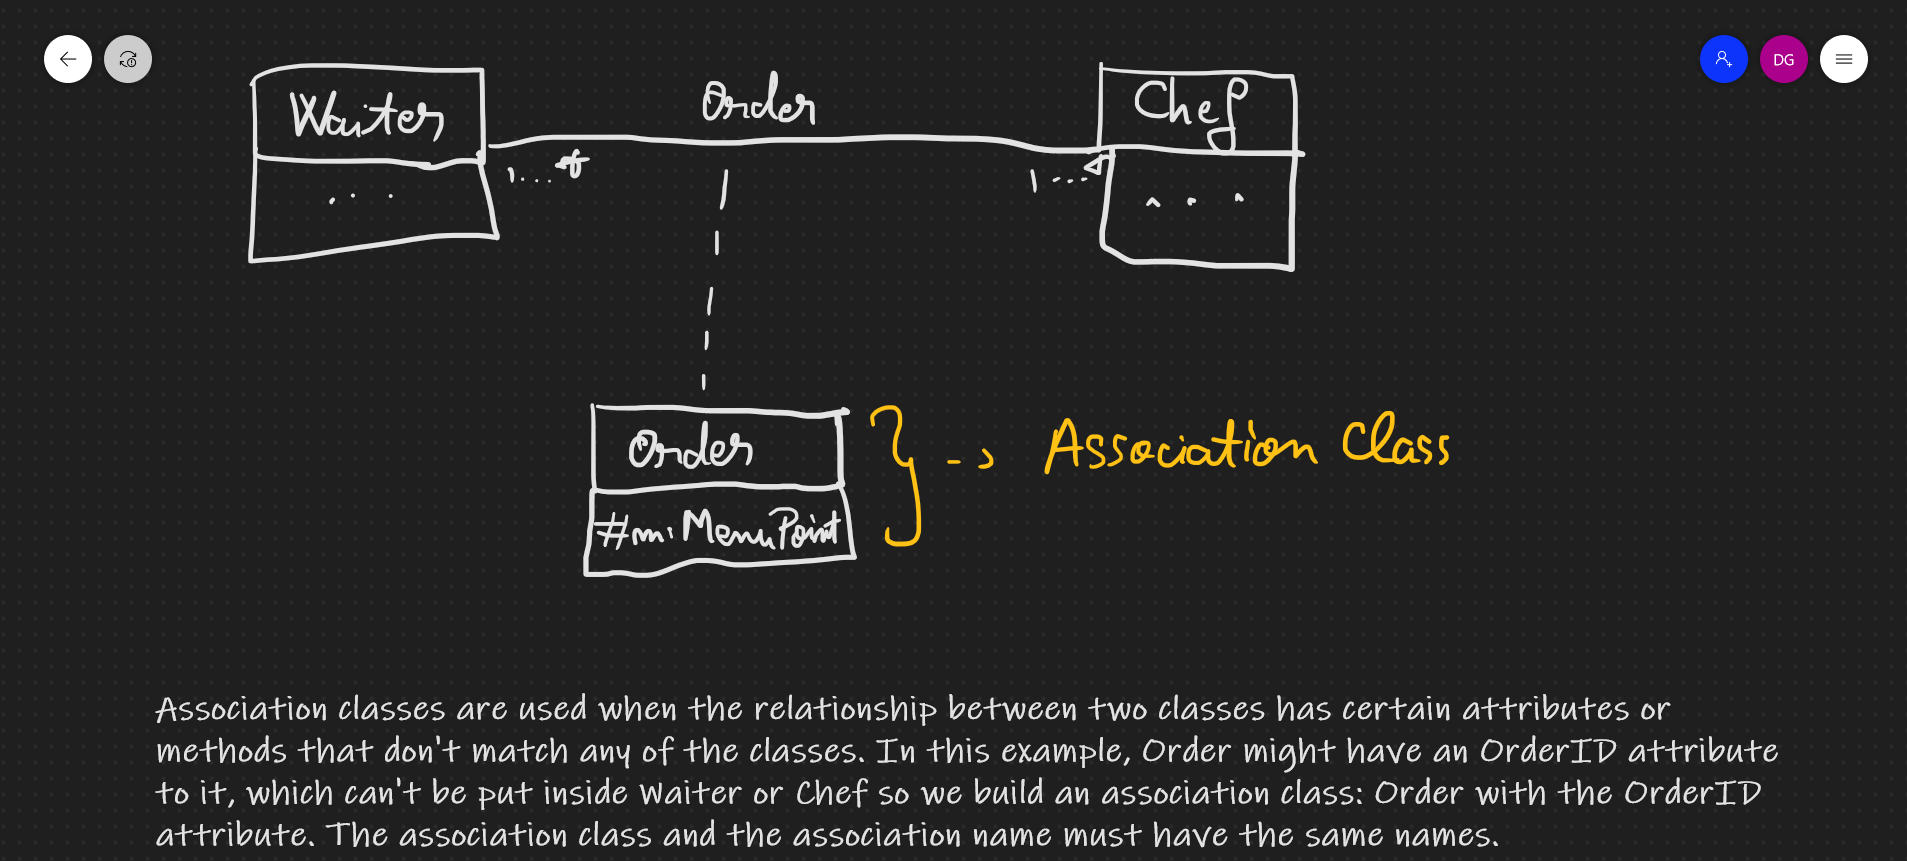 DG
Waiter
Order
Chef
1....*
1....
...
...
Order
#m: MenuPoint
-> Association Class
Association classes are used when the relationship between two classes has certain attributes or
methods that don't match any of the classes. In this example, Order might have an OrderID attribute
to it, which can't be put inside Waiter or Chef so we build an association class: Order with the OrderID
attribute. The association class and the association name must have the same names.